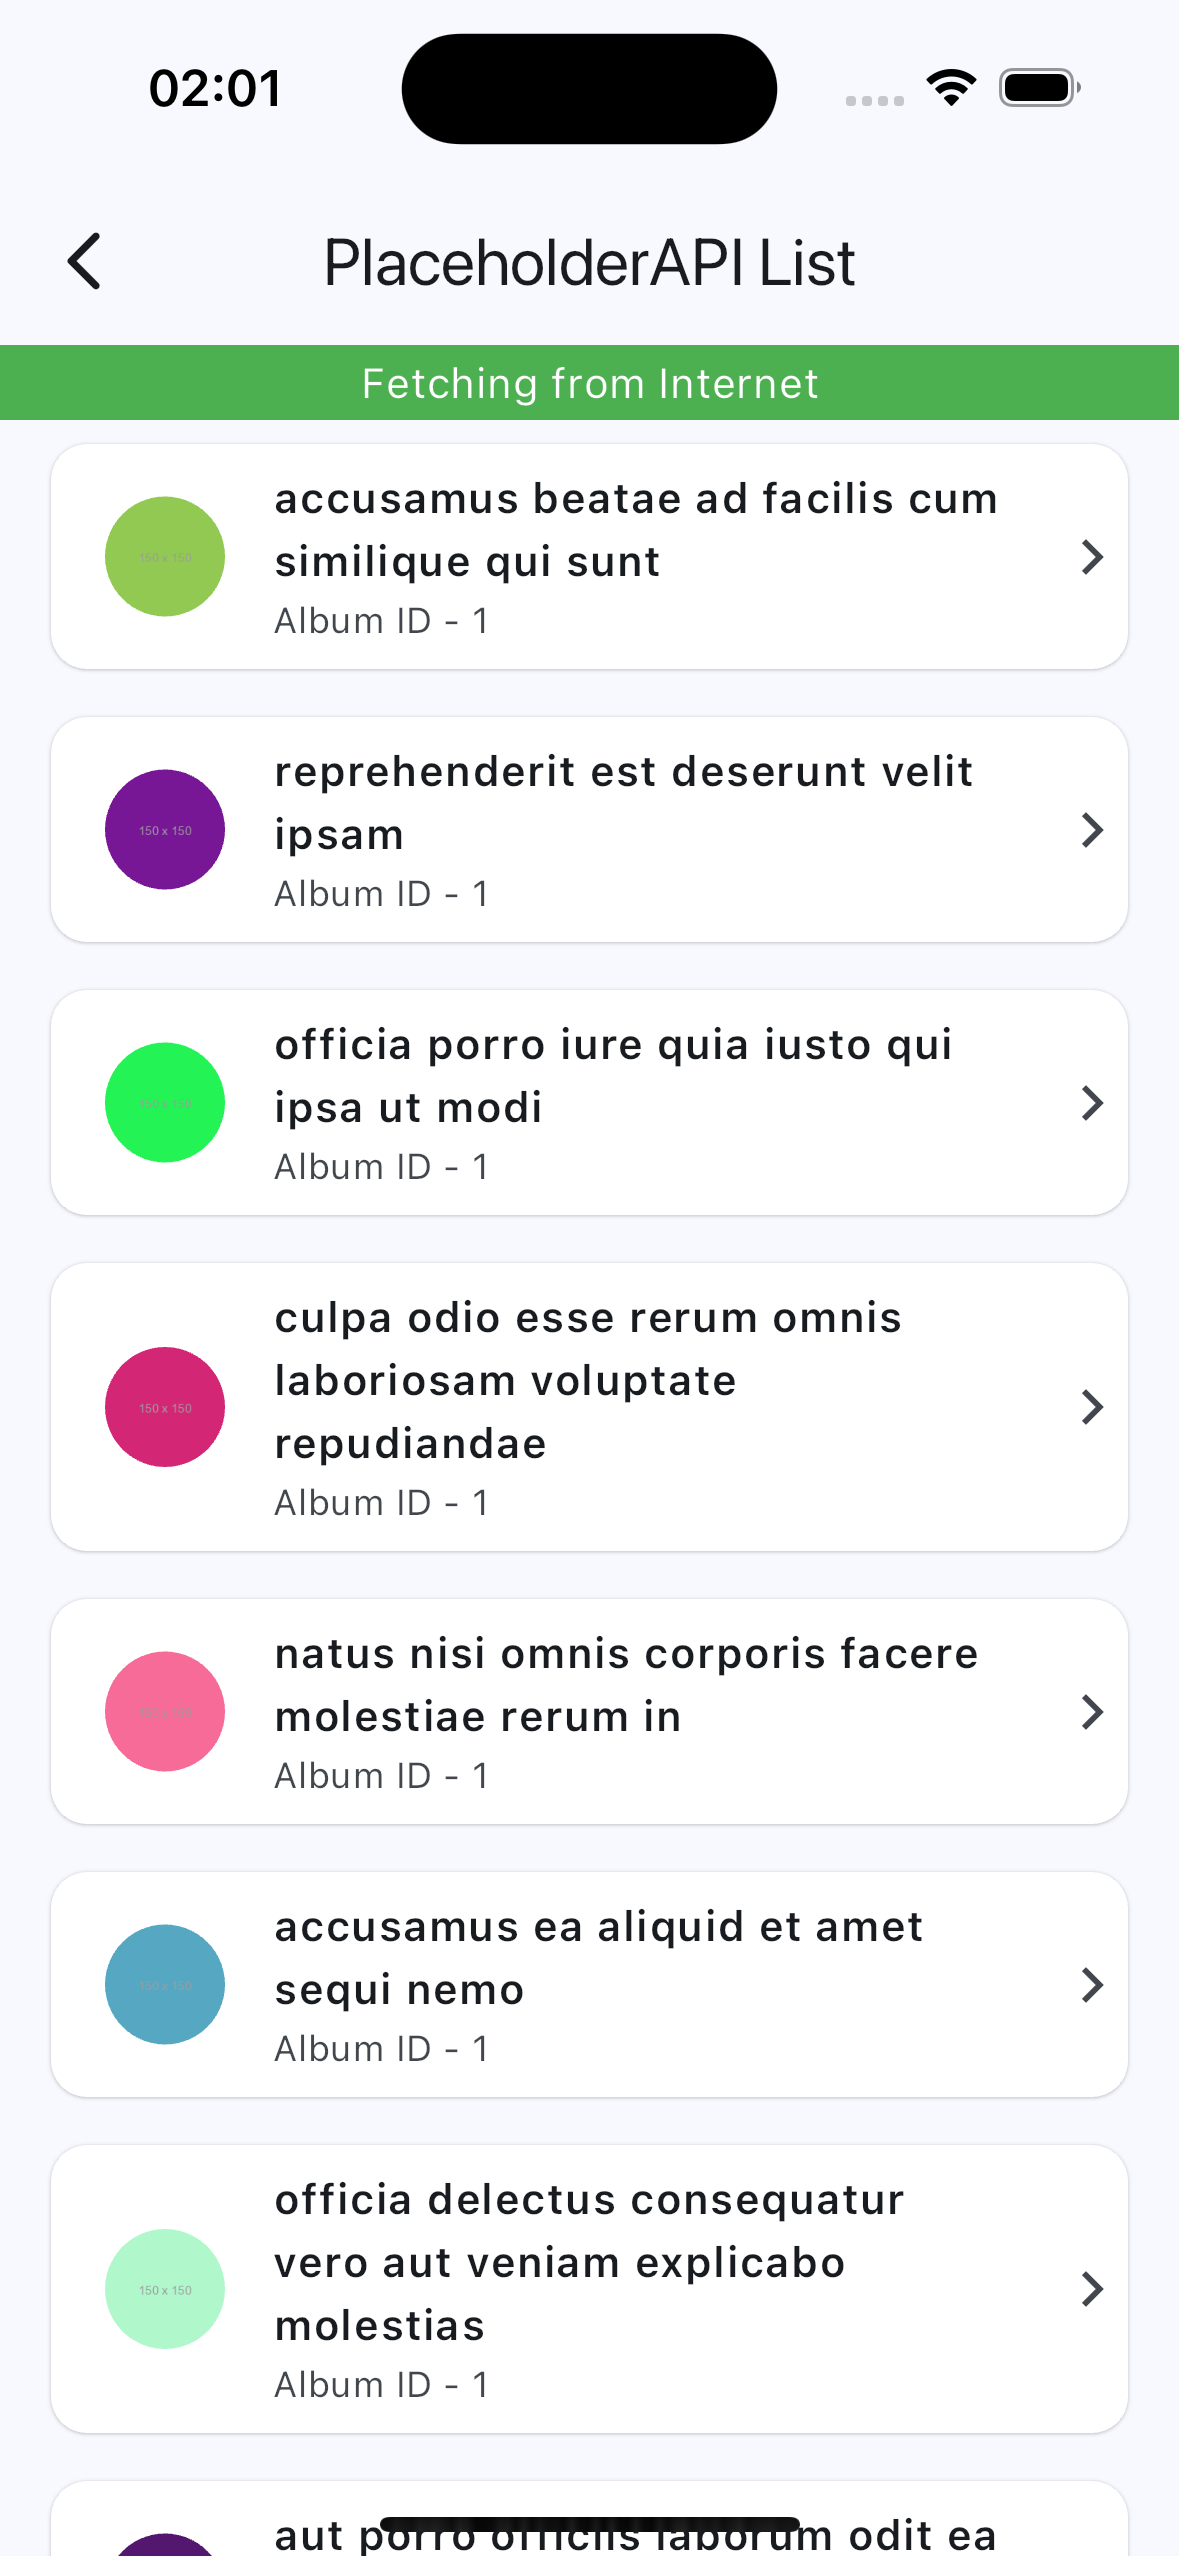 02:01
PlaceholderAPI List
Fetching from Internet
150 x 150
accusamus beatae ad facilis cum
similique qui sunt
Album ID - 1
150 x 150
reprehenderit est deserunt velit
ipsam
Album ID - 1
150 x 150
officia porro iure quia iusto qui
ipsa ut modi
Album ID - 1
150 x 150
culpa odio esse rerum omnis
laboriosam voluptate
repudiandae
Album ID - 1
150 x 150
natus nisi omnis corporis facere
molestiae rerum in
Album ID - 1
150 x 150
accusamus ea aliquid et amet
sequi nemo
Album ID - 1
150 x 150
officia delectus consequatur
vero aut veniam explicabo
molestias
Album ID - 1
aut porro officiis laborum odit ea